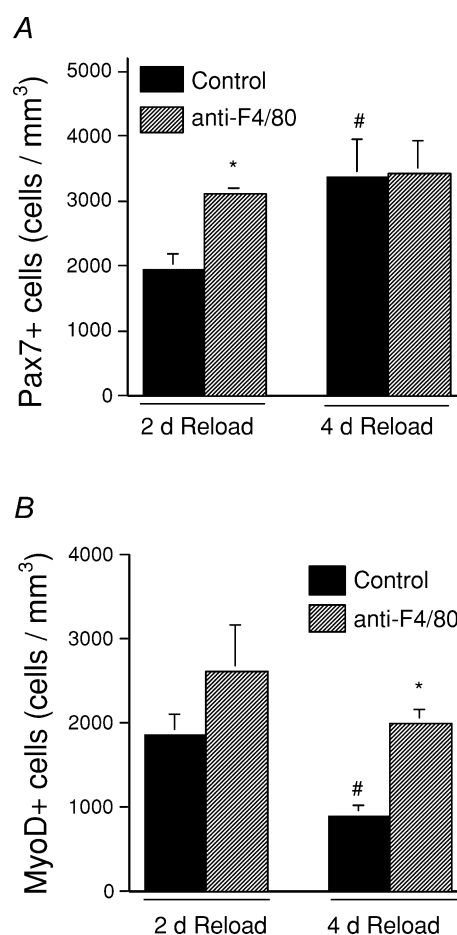 A
Pax7+ cells (cells / mm³)
5000
4000
3000
2000
1000
0
Control
anti-F4/80
*
#
2 d Reload
4 d Reload
B
MyoD+ cells (cells / mm³)
4000
3000
2000
1000
0
Control
anti-F4/80
*
#
2 d Reload
4 d Reload